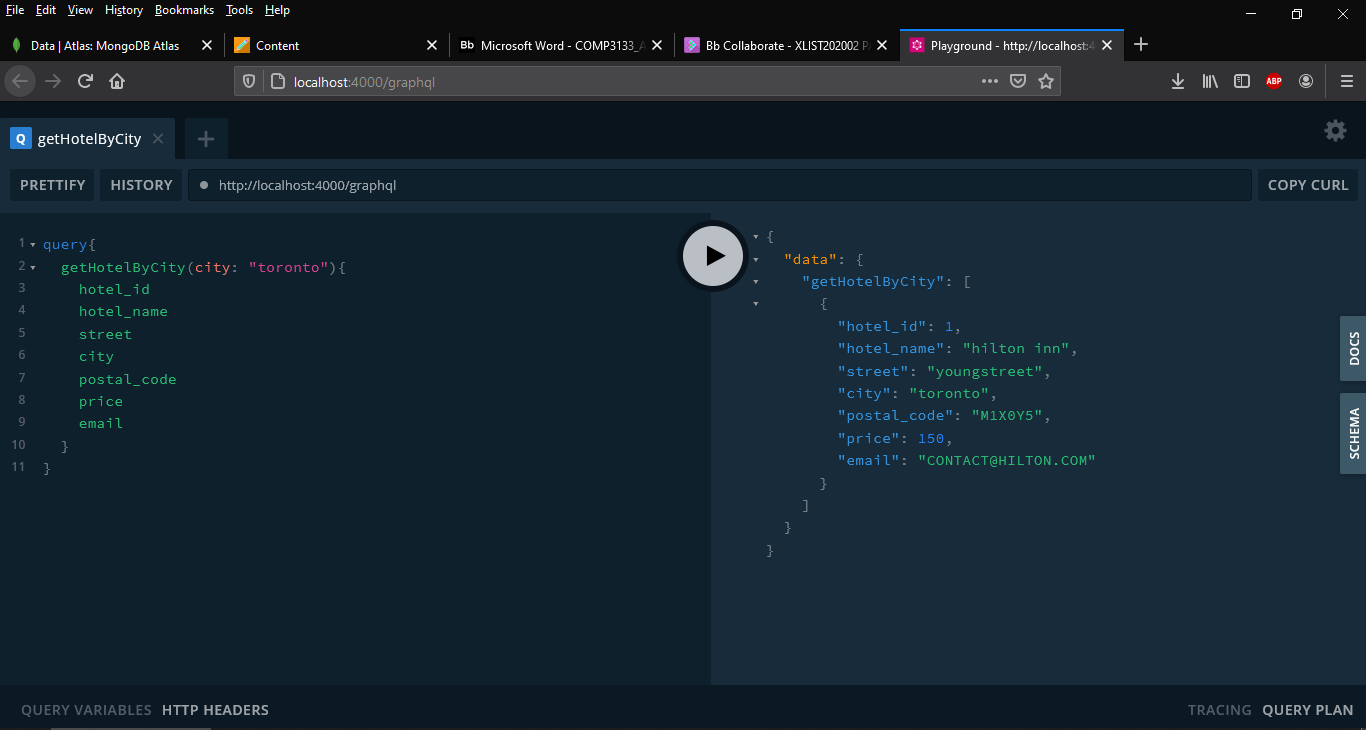 File Edit View History Bookmarks Tools Help
Data | Atlas: MongoDB Atlas
Content
Bb Microsoft Word - COMP3133_A
Bb Collaborate - XLIST202002 P
Playground - http://localhost:4
localhost:4000/graphql
ABP
Q getHotelByCity
PRETTIFY HISTORY http://localhost:4000/graphql COPY CURL
1 query{
2 getHotelByCity(city: "toronto"){
3 hotel_id
4 hotel_name
5 street
6 city
7 postal_code
8 price
9 email
10 }
11 }
{
"data": {
"getHotelByCity": [
{
"hotel_id": 1,
"hotel_name": "hilton inn",
"street": "youngstreet",
"city": "toronto",
"postal_code": "M1X0Y5",
"price": 150,
"email": "CONTACT@HILTON.COM"
}
]
}
}
DOCS
SCHEMA
QUERY VARIABLES HTTP HEADERS TRACING QUERY PLAN